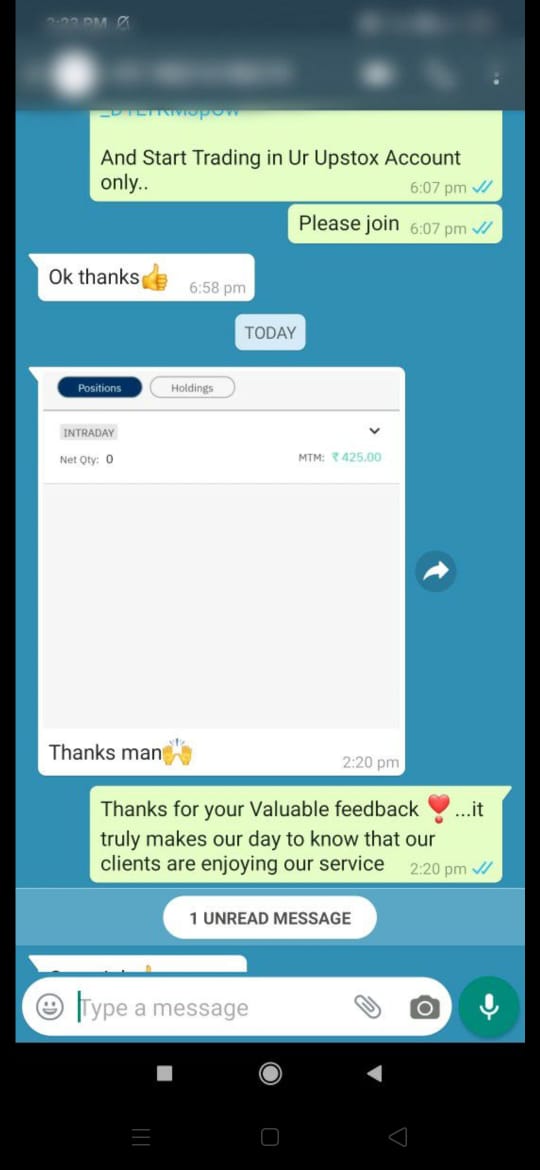 And Start Trading in Ur Upstox Account
only.. 6:07 pm
Please join 6:07 pm
Ok thanks👍 6:58 pm
TODAY
Positions Holdings
INTRADAY
Net Qty: 0 MTM: ₹ 425.00
Thanks man🙌
2:20 pm
Thanks for your Valuable feedback ❣️...it
truly makes our day to know that our
clients are enjoying our service 2:20 pm
1 UNREAD MESSAGE
Type a message